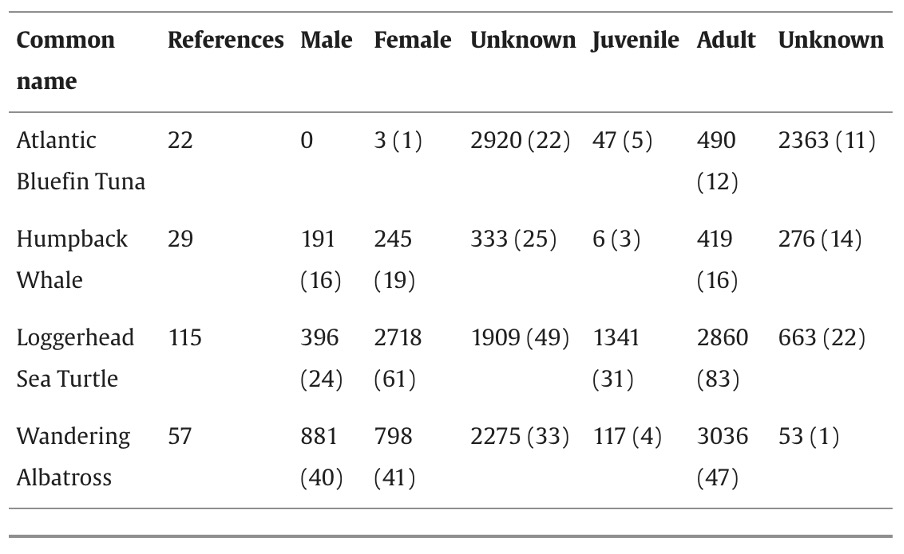 Common References Male Female Unknown Juvenile Adult Unknown
name
Atlantic 22 0 3 (1) 2920 (22) 47 (5) 490 2363 (11)
Bluefin Tuna (12)
Humpback 29 191 245 333 (25) 6 (3) 419 276 (14)
Whale (16) (19) (16)
Loggerhead 115 396 2718 1909 (49) 1341 2860 663 (22)
Sea Turtle (24) (61) (31) (83)
Wandering 57 881 798 2275 (33) 117 (4) 3036 53 (1)
Albatross (40) (41) (47)